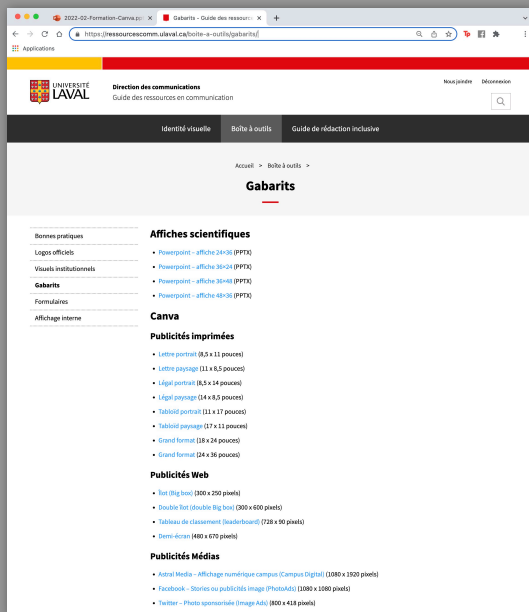 2022-02-Formation-Canva.pp
Gabarits – Guide des ressourc
https://ressourcescomm.ulaval.ca/boite-a-outils/gabarits/
Applications
UNIVERSITÉ
LAVAL
Direction des communications
Guide des ressources en communication
Nous joindre Déconnexion
Identité visuelle Boîte à outils Guide de rédaction inclusive
Accueil > Boîte à outils >
Gabarits
Bonnes pratiques
Logos officiels
Visuels institutionnels
Gabarits
Formulaires
Affichage interne
Affiches scientifiques
• Powerpoint – affiche 24×36 (PPTX)
• Powerpoint – affiche 36×24 (PPTX)
• Powerpoint – affiche 36×48 (PPTX)
• Powerpoint – affiche 48×36 (PPTX)
Canva
Publicités imprimées
• Lettre portrait (8,5 x 11 pouces)
• Lettre paysage (11 x 8,5 pouces)
• Légal portrait (8,5 x 14 pouces)
• Légal paysage (14 x 8,5 pouces)
• Tabloïd portrait (11 x 17 pouces)
• Tabloïd paysage (17 x 11 pouces)
• Grand format (18 x 24 pouces)
• Grand format (24 x 36 pouces)
Publicités Web
• Îlot (Big box) (300 x 250 pixels)
• Double îlot (double Big box) (300 x 600 pixels)
• Tableau de classement (leaderboard) (728 x 90 pixels)
• Demi-écran (480 x 670 pixels)
Publicités Médias
• Astral Media – Affichage numérique campus (Campus Digital) (1080 x 1920 pixels)
• Facebook – Stories ou publicités image (PhotoAds) (1080 x 1080 pixels)
• Twitter – Photo sponsorisée (Image Ads) (800 x 418 pixels)